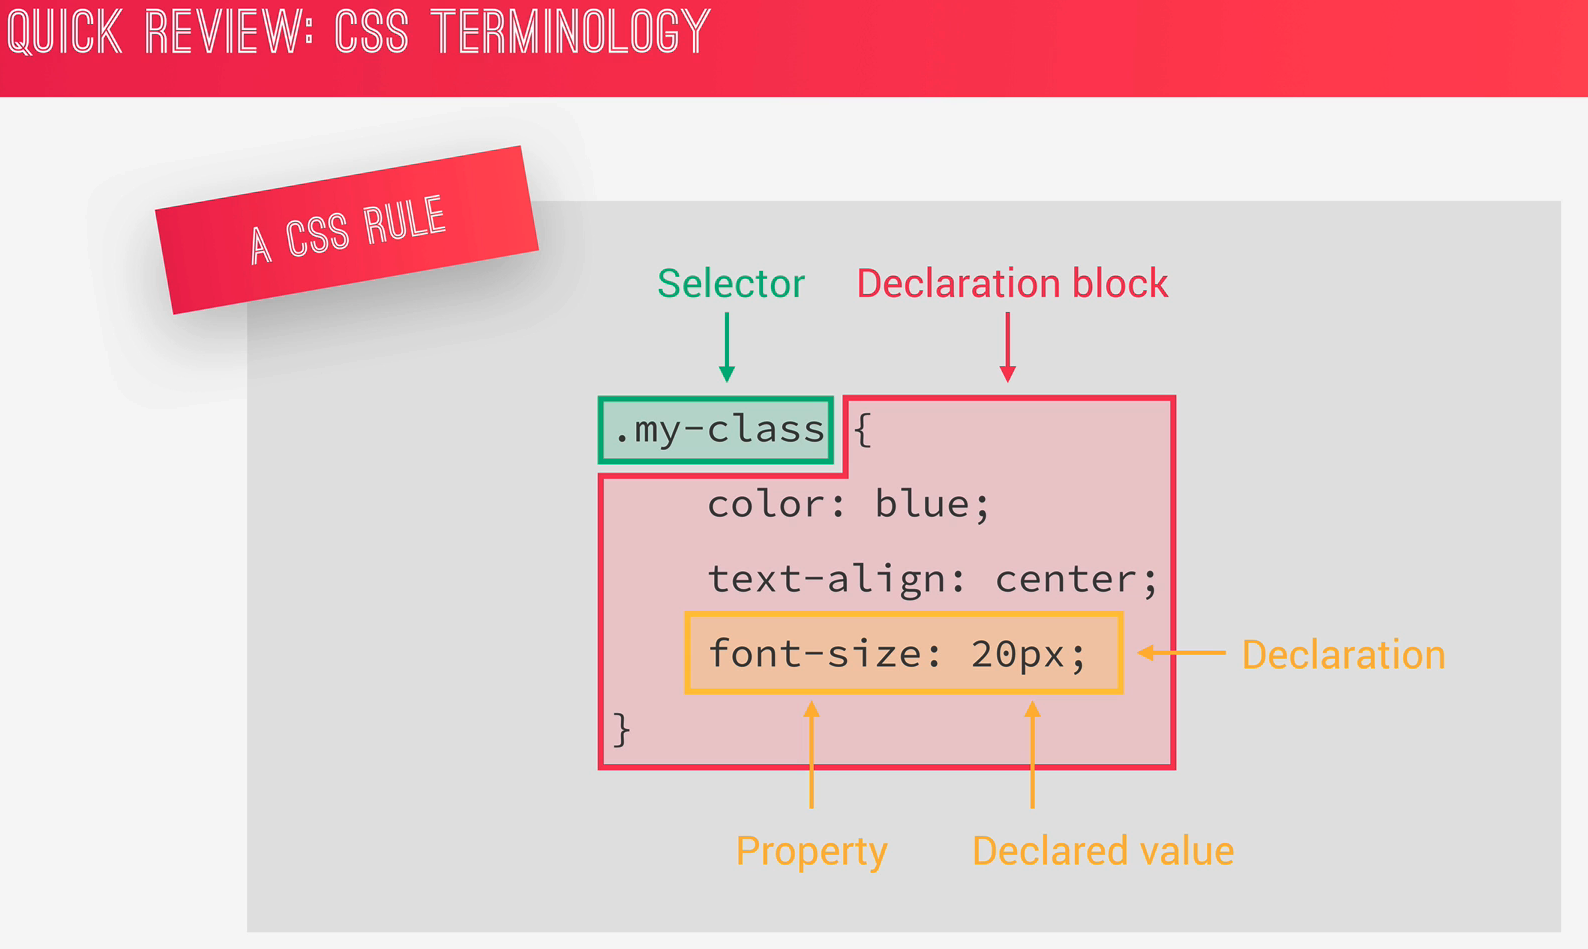 QUICK REVIEW: CSS TERMINOLOGY
A CSS RULE
Selector Declaration block
.my-class {
color: blue;
text-align: center;
font-size: 20px; Declaration
}
Property Declared value